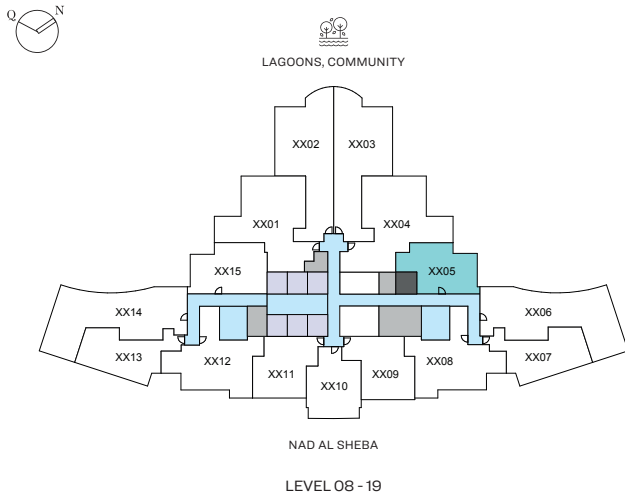 Q N
LAGOONS, COMMUNITY
XX02 XX03
XX01 XX04
XX15 XX05
XX14 XX06
XX13 XX12 XX08 XX07
XX11 XX10 XX09
NAD AL SHEBA
LEVEL 08 - 19